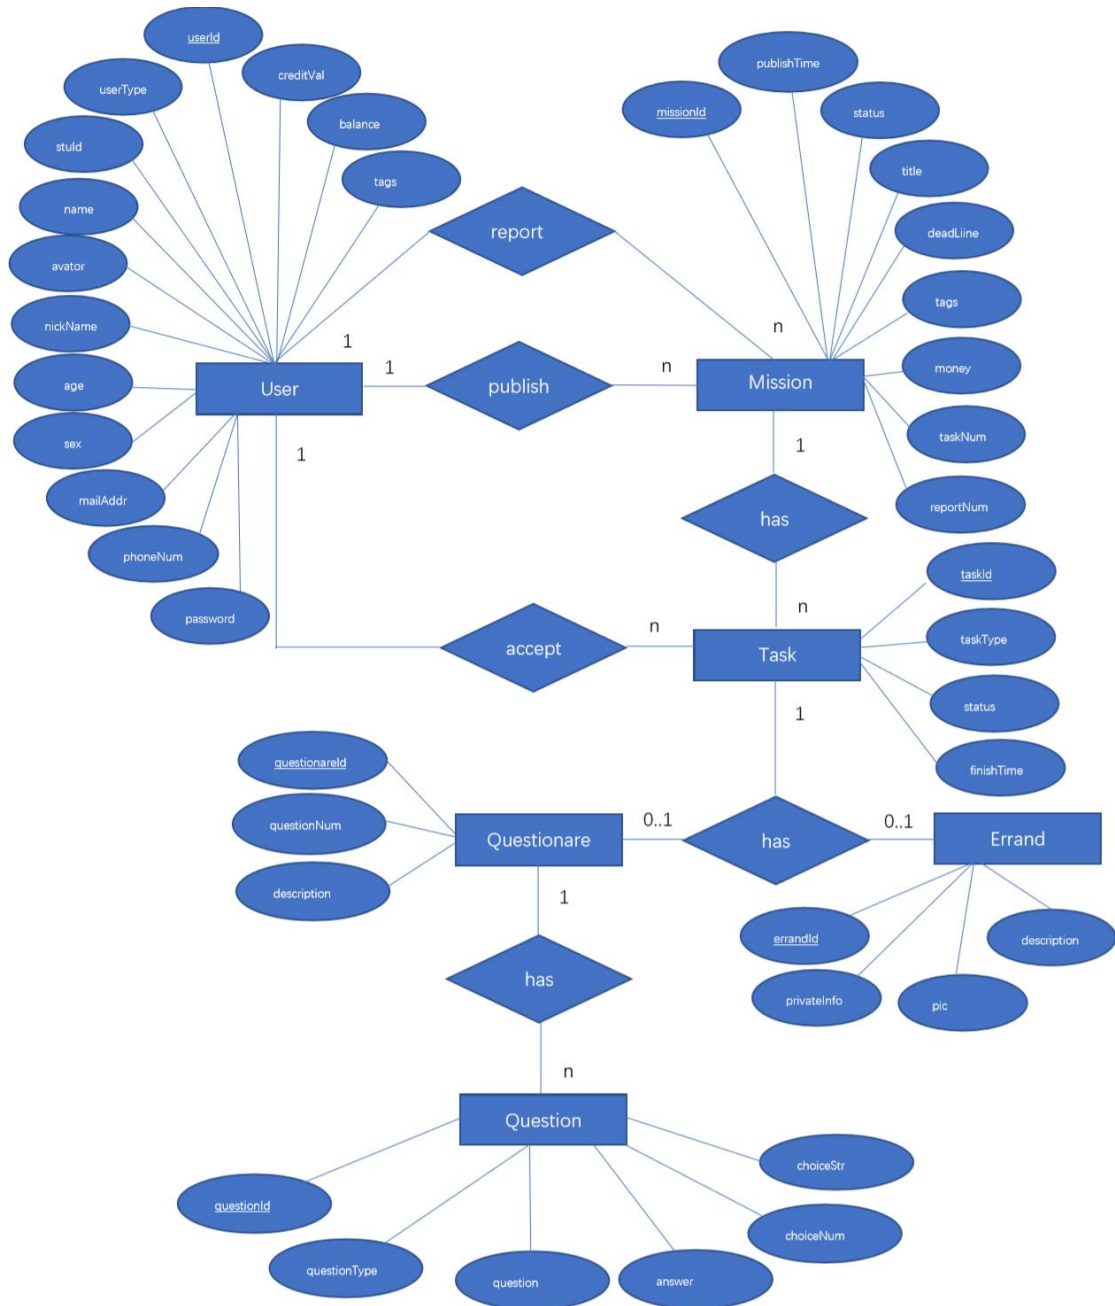 userId
creditVal
userType
balance
stuId
tags
name
avator
nickName
age
sex
mailAddr
phoneNum
password
publishTime
missionId
status
title
deadLiine
tags
money
taskNum
reportNum
report
1
n
User
1
publish
n
Mission
1
1
has
n
accept
n
Task
1
taskId
taskType
status
finishTime
questionareId
questionNum
description
Questionare
0..1
has
0..1
Errand
errandId
privateInfo
pic
description
1
has
n
Question
questionId
questionType
question
answer
choiceNum
choiceStr